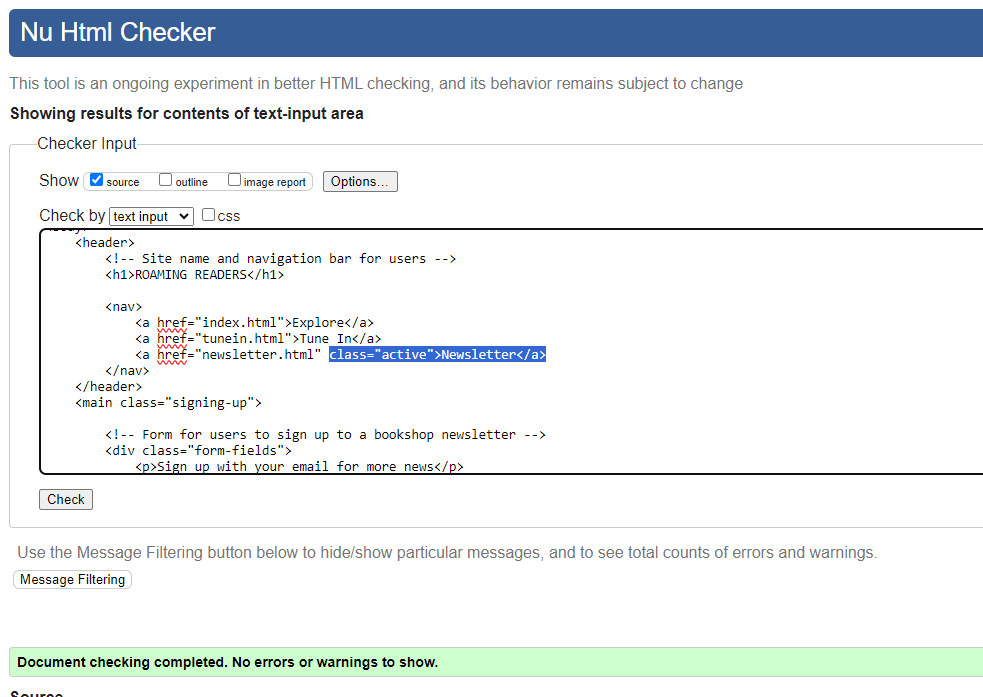 Nu Html Checker
This tool is an ongoing experiment in better HTML checking, and its behavior remains subject to change
Showing results for contents of text-input area
Checker Input
Show source outline image report Options...
Check by text input css
<header>
<!-- Site name and navigation bar for users -->
<h1>ROAMING READERS</h1>
<nav>
<a href="index.html">Explore</a>
<a href="tunein.html">Tune In</a>
<a href="newsletter.html" class="active">Newsletter</a>
</nav>
</header>
<main class="signing-up">
<!-- Form for users to sign up to a bookshop newsletter -->
<div class="form-fields">
<p>Sign up with your email for more news</p>
Check
Use the Message Filtering button below to hide/show particular messages, and to see total counts of errors and warnings.
Message Filtering
Document checking completed. No errors or warnings to show.
Source